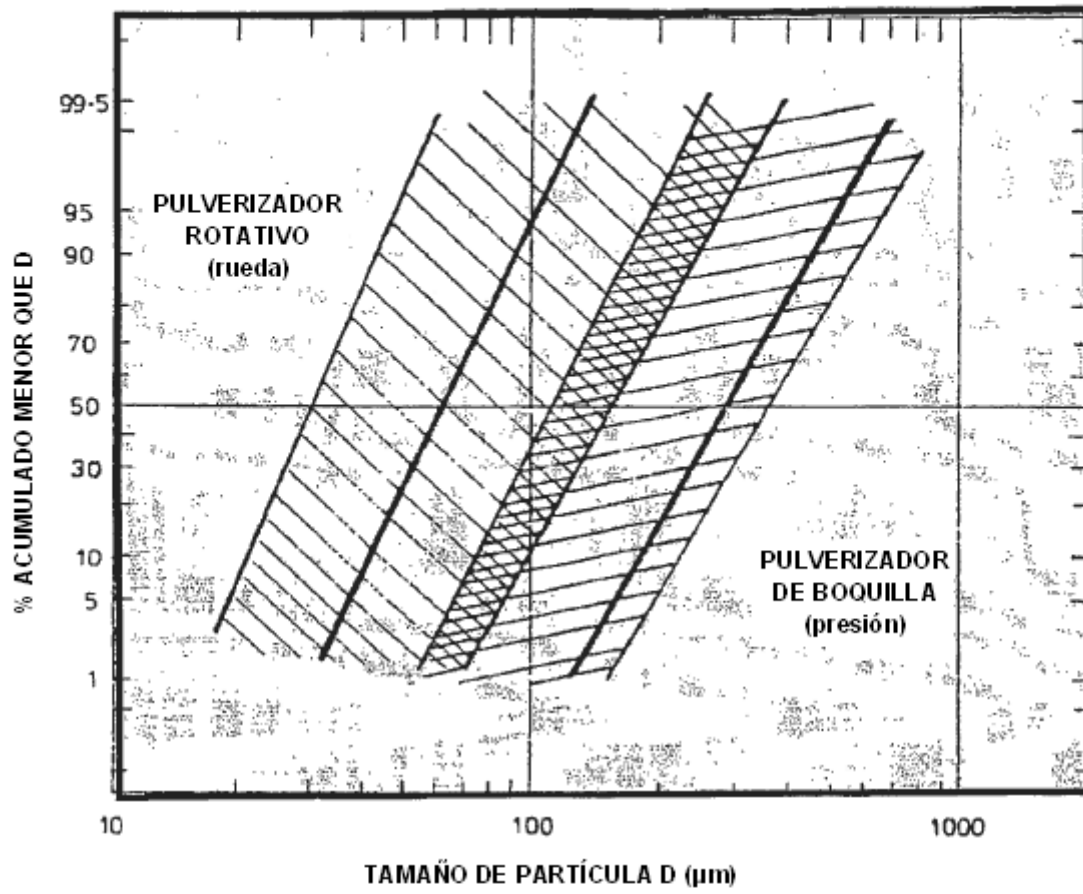 % ACUMULADO MENOR QUE D
99·5
95
90
70
50
30
10
5
1
PULVERIZADOR
ROTATIVO
(rueda)
PULVERIZADOR
DE BOQUILLA
(presión)
10
100
1000
TAMAÑO DE PARTÍCULA D (µm)